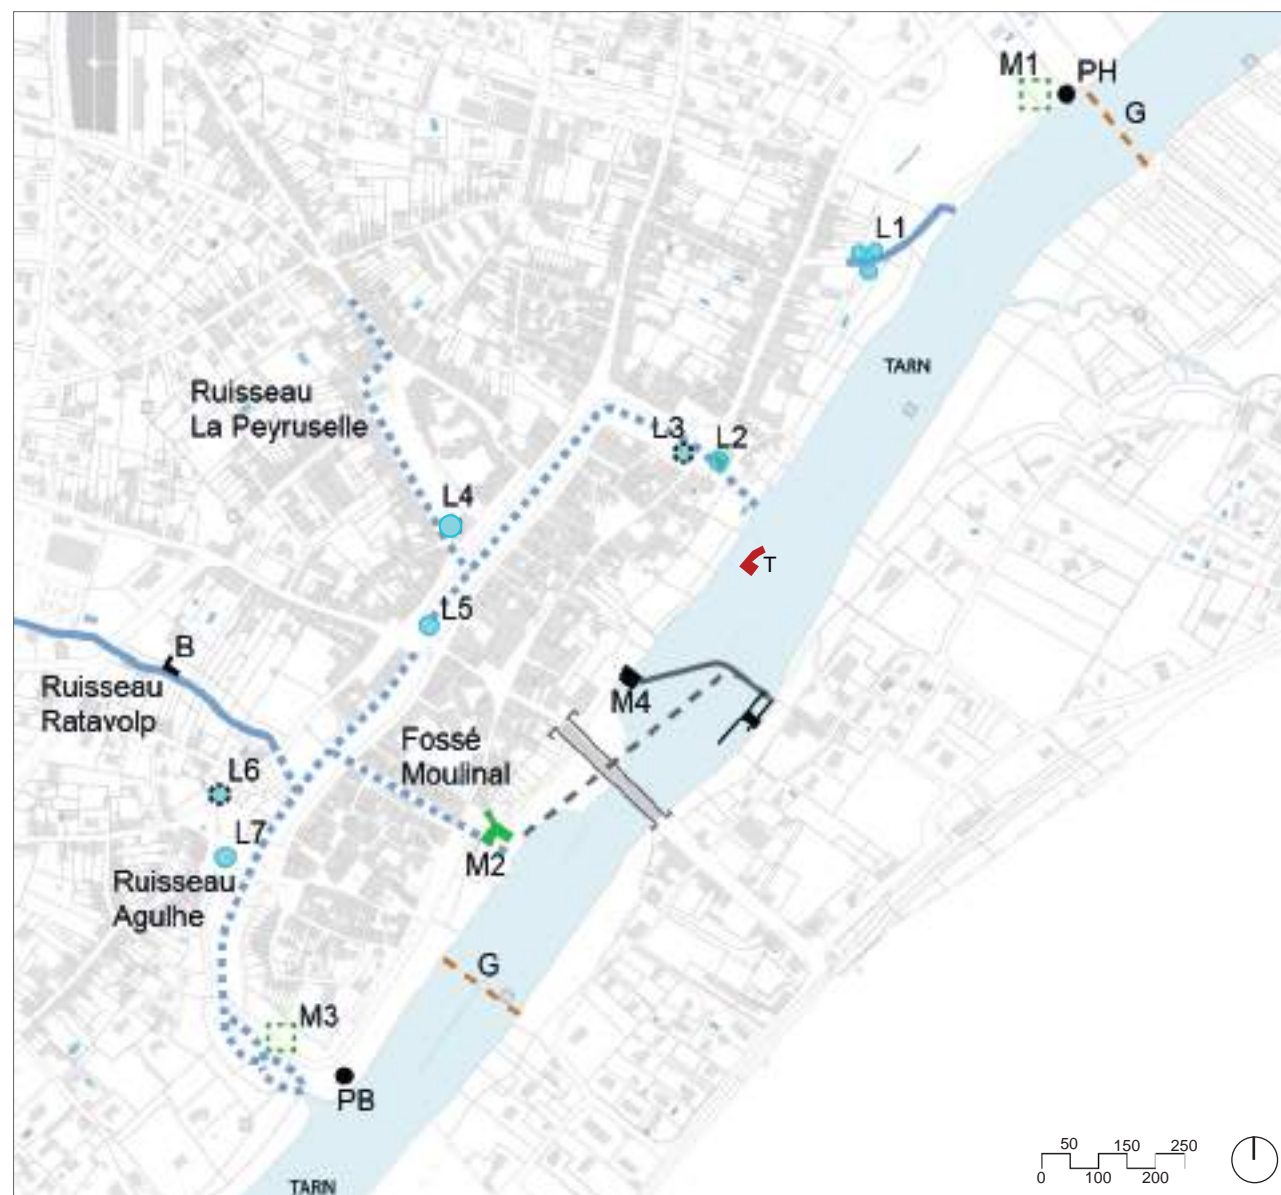 M1
PH
G
L1
TARN
Ruisseau
La Peyruselle
L3
L2
L4
T
L5
B
Ruisseau
Ratavolp
M4
Fossé
Moulinal
L6
L7
M2
Ruisseau
Agulhe
G
M3
PB
TARN
50 150 250
0 100 200